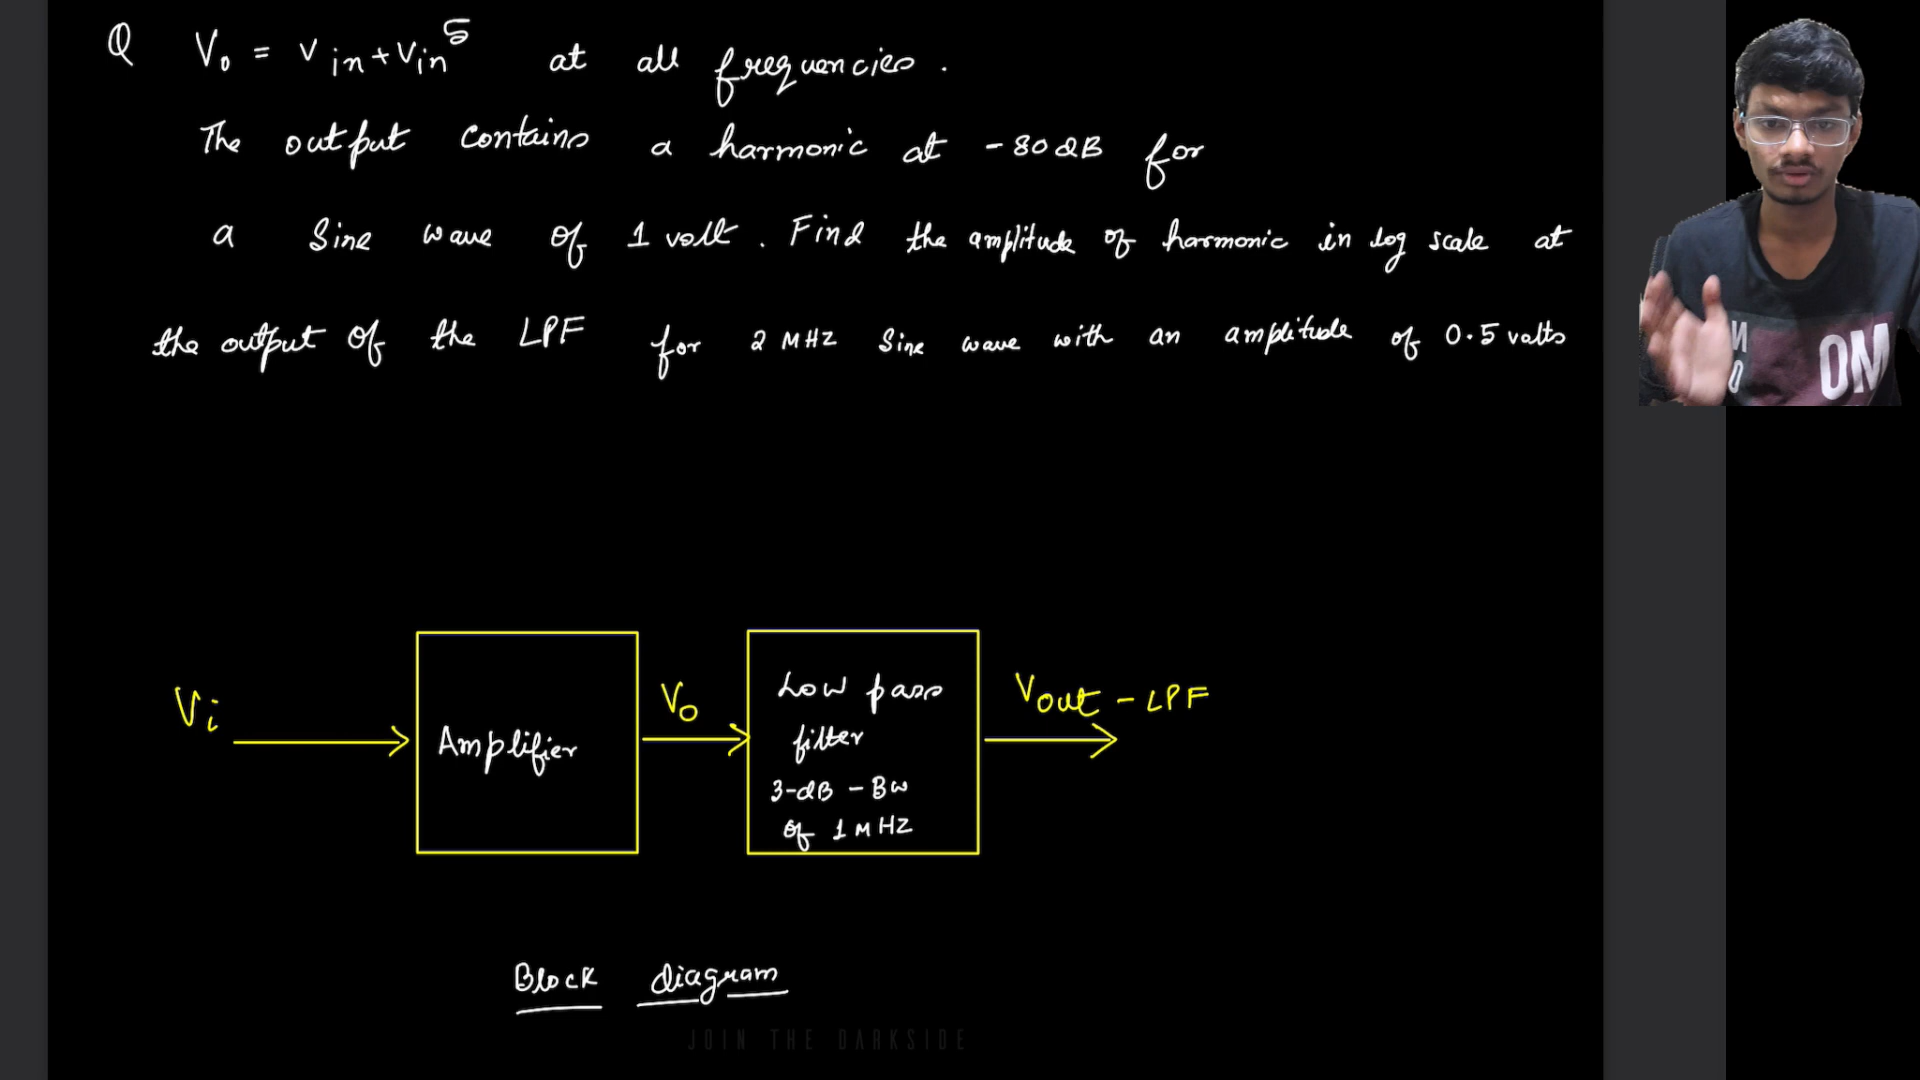 Q V₀ = Vin+Vin⁵ at all frequencies.
The output contains a harmonic at -80dB for
a Sine wave of 1 volt. Find the amplitude of harmonic in log scale at
the output of the LPF for 2 MHZ Sine wave with an amplitude of 0.5 volts
Vi
Amplifier
V₀
Low pass
filter
3-dB - BW
of 1 MHZ
Vout - LPF
Block diagram
JOIN THE DARKSIDE
OM